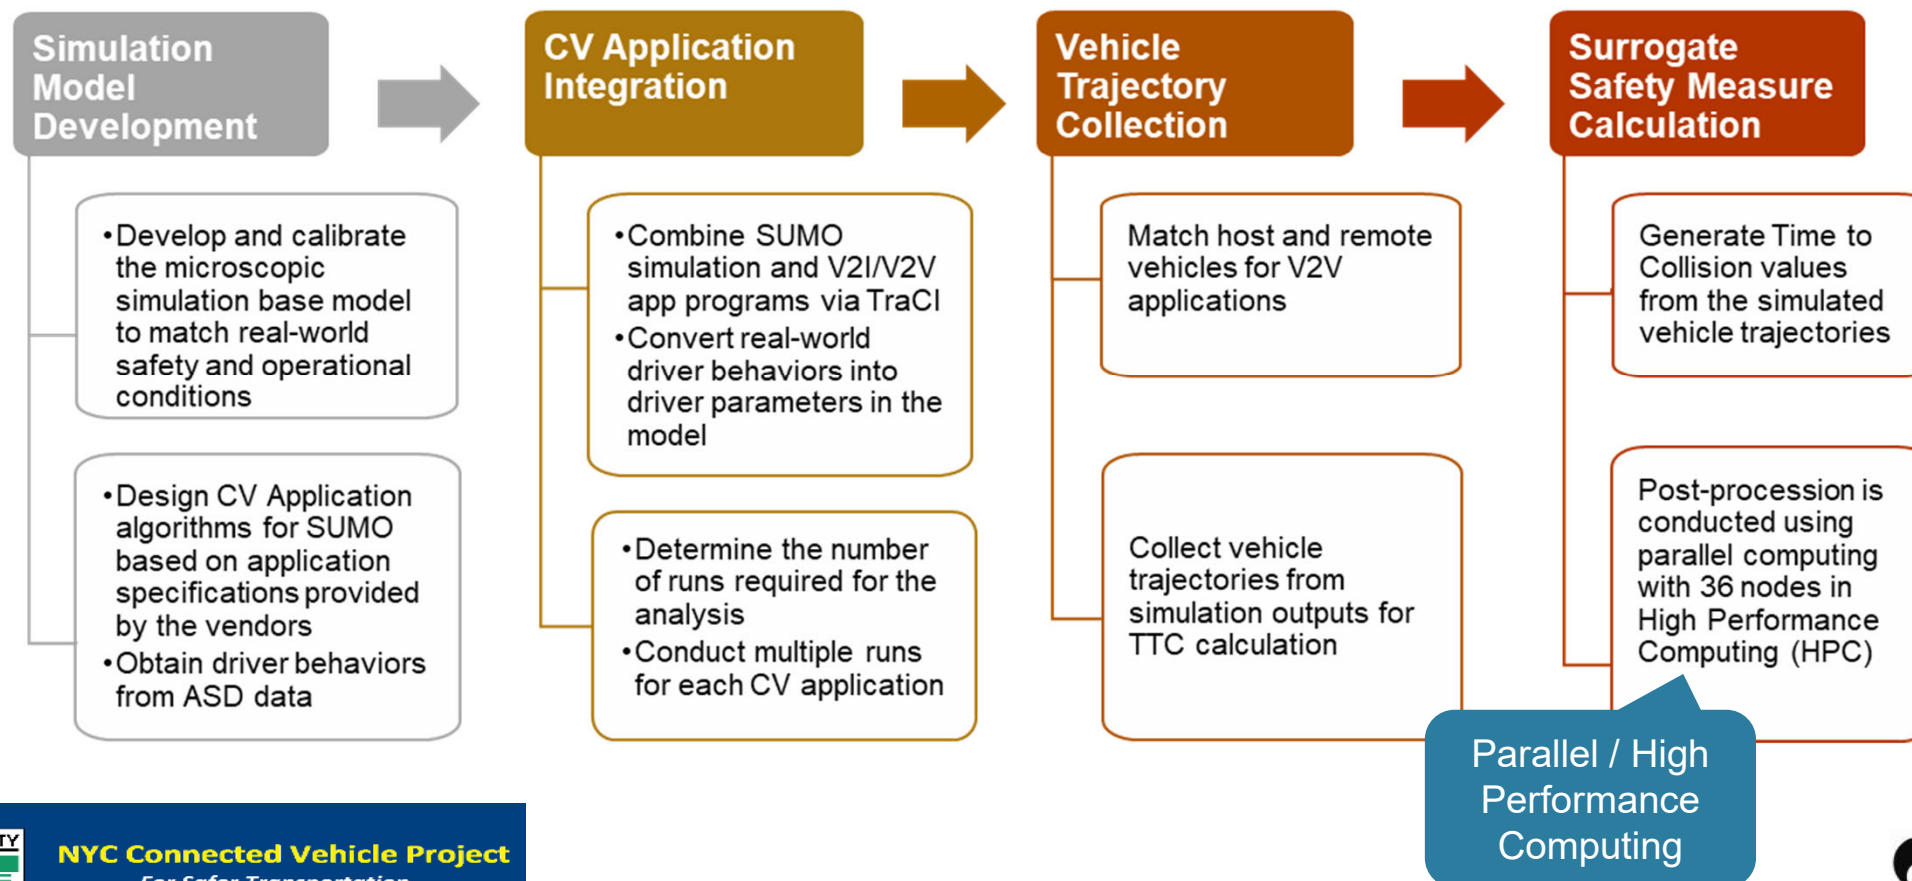 Simulation
Model
Development
CV Application
Integration
Vehicle
Trajectory
Collection
Surrogate
Safety Measure
Calculation
•Develop and calibrate
the microscopic
simulation base model
to match real-world
safety and operational
conditions
•Design CV Application
algorithms for SUMO
based on application
specifications provided
by the vendors
•Obtain driver behaviors
from ASD data
•Combine SUMO
simulation and V2I/V2V
app programs via TraCI
•Convert real-world
driver behaviors into
driver parameters in the
model
•Determine the number
of runs required for the
analysis
•Conduct multiple runs
for each CV application
Match host and remote
vehicles for V2V
applications
Collect vehicle
trajectories from
simulation outputs for
TTC calculation
Generate Time to
Collision values
from the simulated
vehicle trajectories
Post-procession is
conducted using
parallel computing
with 36 nodes in
High Performance
Computing (HPC)
Parallel / High
Performance
Computing
NYC Connected Vehicle Project
For Safer Transportation